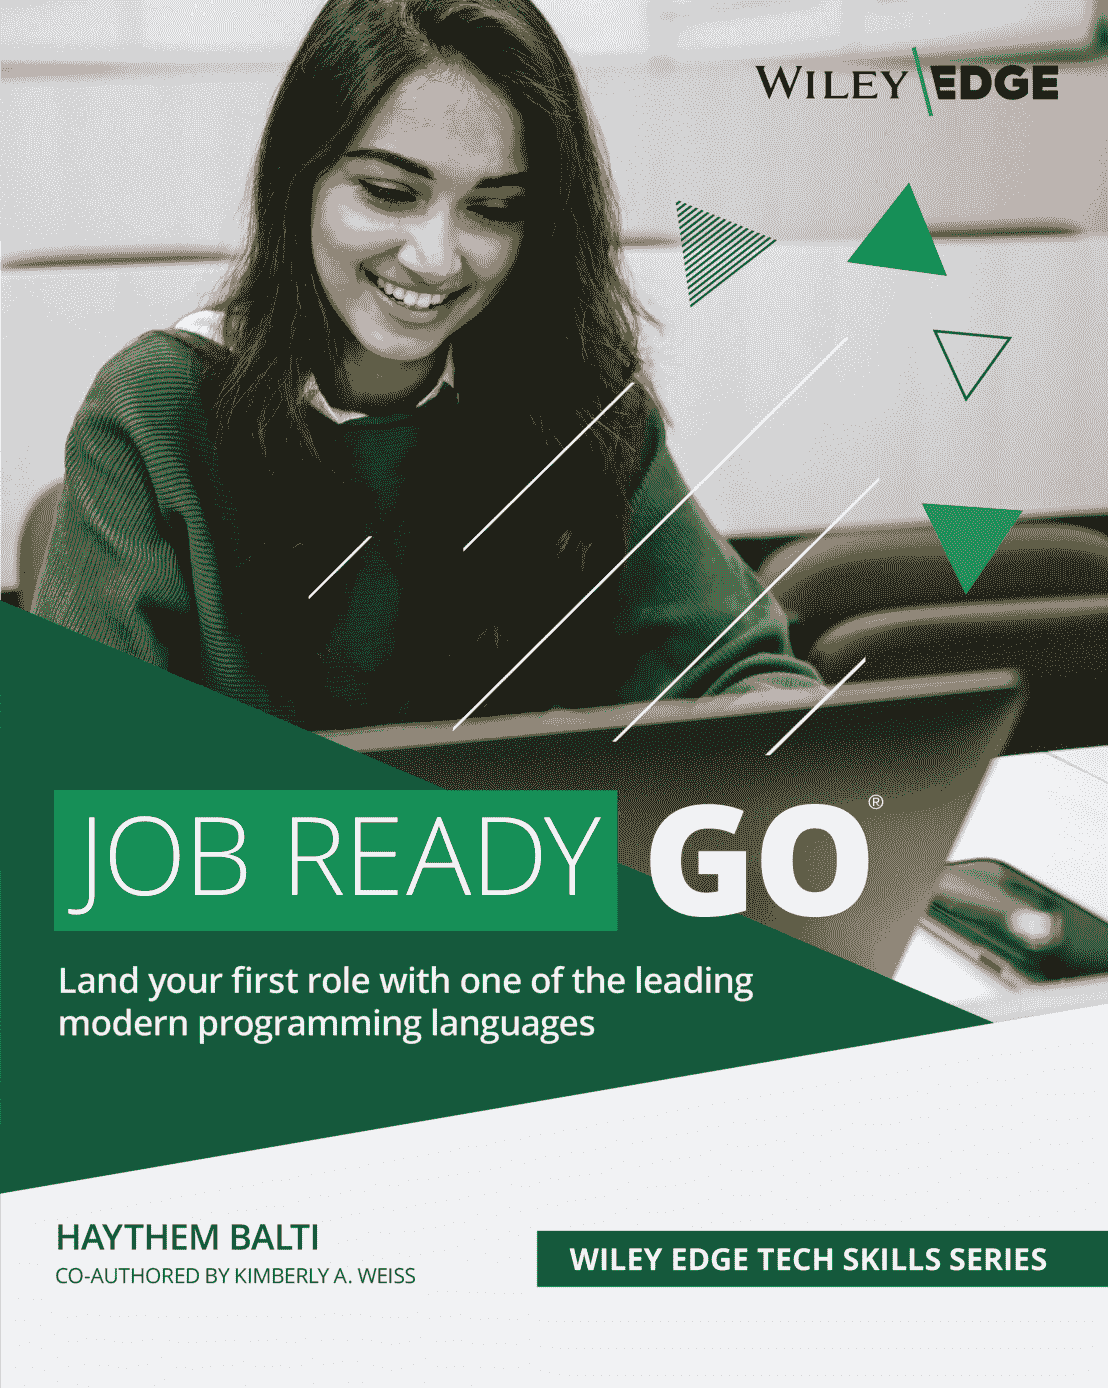 WILEY EDGE
JOB READY GO®
Land your first role with one of the leading
modern programming languages
HAYTHEM BALTI
CO-AUTHORED BY KIMBERLY A. WEISS
WILEY EDGE TECH SKILLS SERIES